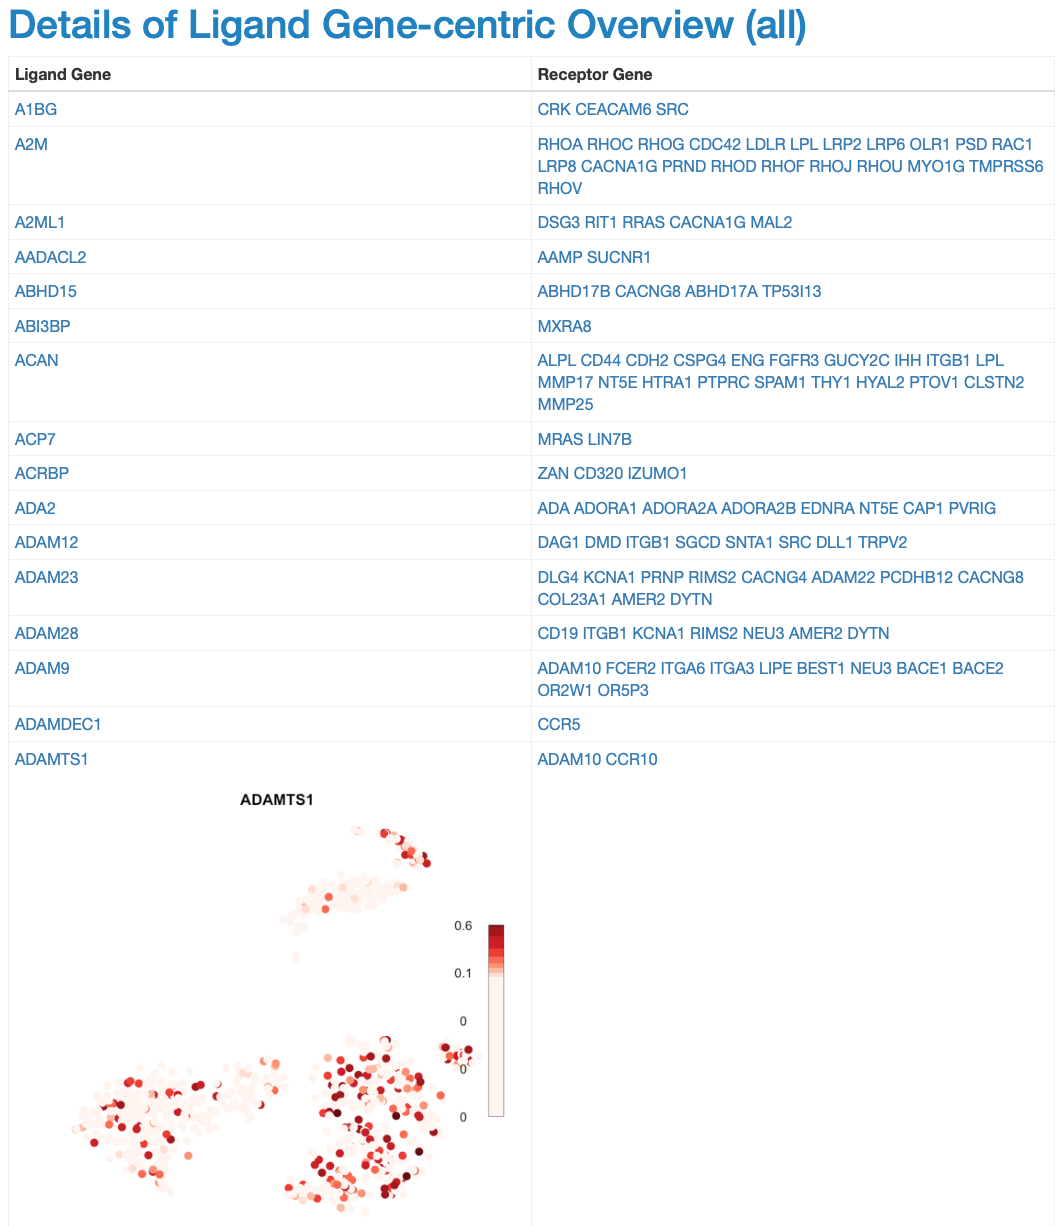 Details of Ligand Gene-centric Overview (all)
Ligand Gene Receptor Gene
A1BG CRK CEACAM6 SRC
A2M RHOA RHOC RHOG CDC42 LDLR LPL LRP2 LRP6 OLR1 PSD RAC1
LRP8 CACNA1G PRND RHOD RHOF RHOJ RHOU MYO1G TMPRSS6
RHOV
A2ML1 DSG3 RIT1 RRAS CACNA1G MAL2
AADACL2 AAMP SUCNR1
ABHD15 ABHD17B CACNG8 ABHD17A TP53I13
ABI3BP MXRA8
ACAN ALPL CD44 CDH2 CSPG4 ENG FGFR3 GUCY2C IHH ITGB1 LPL
MMP17 NT5E HTRA1 PTPRC SPAM1 THY1 HYAL2 PTOV1 CLSTN2
MMP25
ACP7 MRAS LIN7B
ACRBP ZAN CD320 IZUMO1
ADA2 ADA ADORA1 ADORA2A ADORA2B EDNRA NT5E CAP1 PVRIG
ADAM12 DAG1 DMD ITGB1 SGCD SNTA1 SRC DLL1 TRPV2
ADAM23 DLG4 KCNA1 PRNP RIMS2 CACNG4 ADAM22 PCDHB12 CACNG8
COL23A1 AMER2 DYTN
ADAM28 CD19 ITGB1 KCNA1 RIMS2 NEU3 AMER2 DYTN
ADAM9 ADAM10 FCER2 ITGA6 ITGA3 LIPE BEST1 NEU3 BACE1 BACE2
OR2W1 OR5P3
ADAMDEC1 CCR5
ADAMTS1 ADAM10 CCR10
ADAMTS1
0.6
0.1
0
0
0